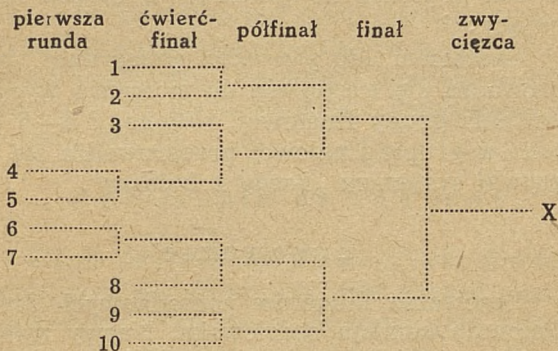 pierwsza runda
ćwierć-
finał
półfinał
finał
zwy-
cięzca
1
2
3
4
5
6
7
8
9
10
X